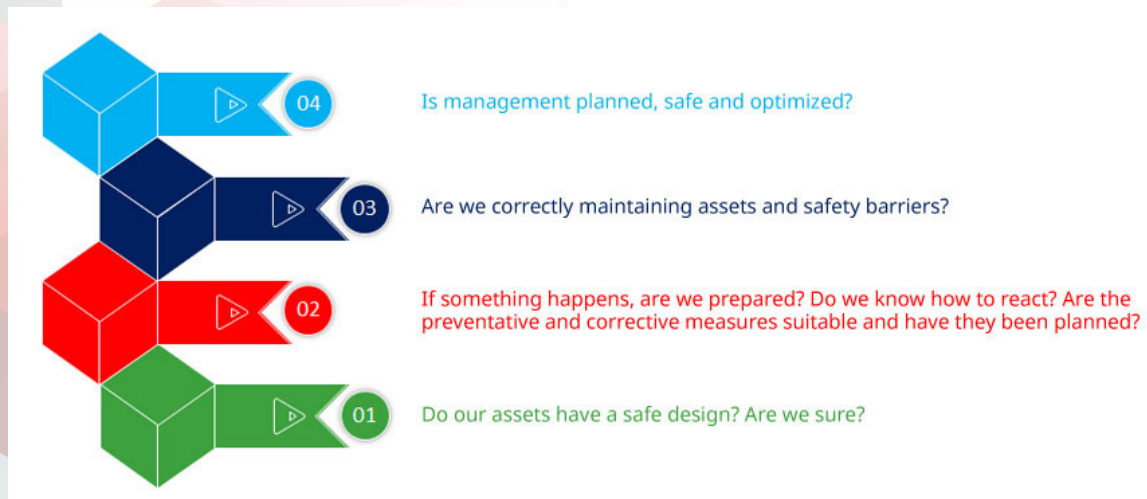 04
Is management planned, safe and optimized?
03
Are we correctly maintaining assets and safety barriers?
02
If something happens, are we prepared? Do we know how to react? Are the
preventative and corrective measures suitable and have they been planned?
01
Do our assets have a safe design? Are we sure?